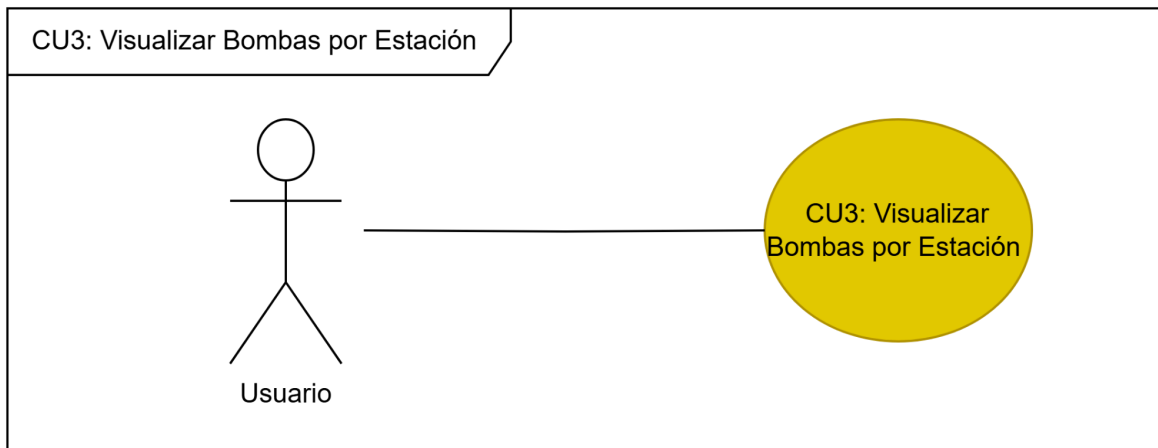 CU3: Visualizar Bombas por Estación
CU3: Visualizar
Bombas por Estación
Usuario